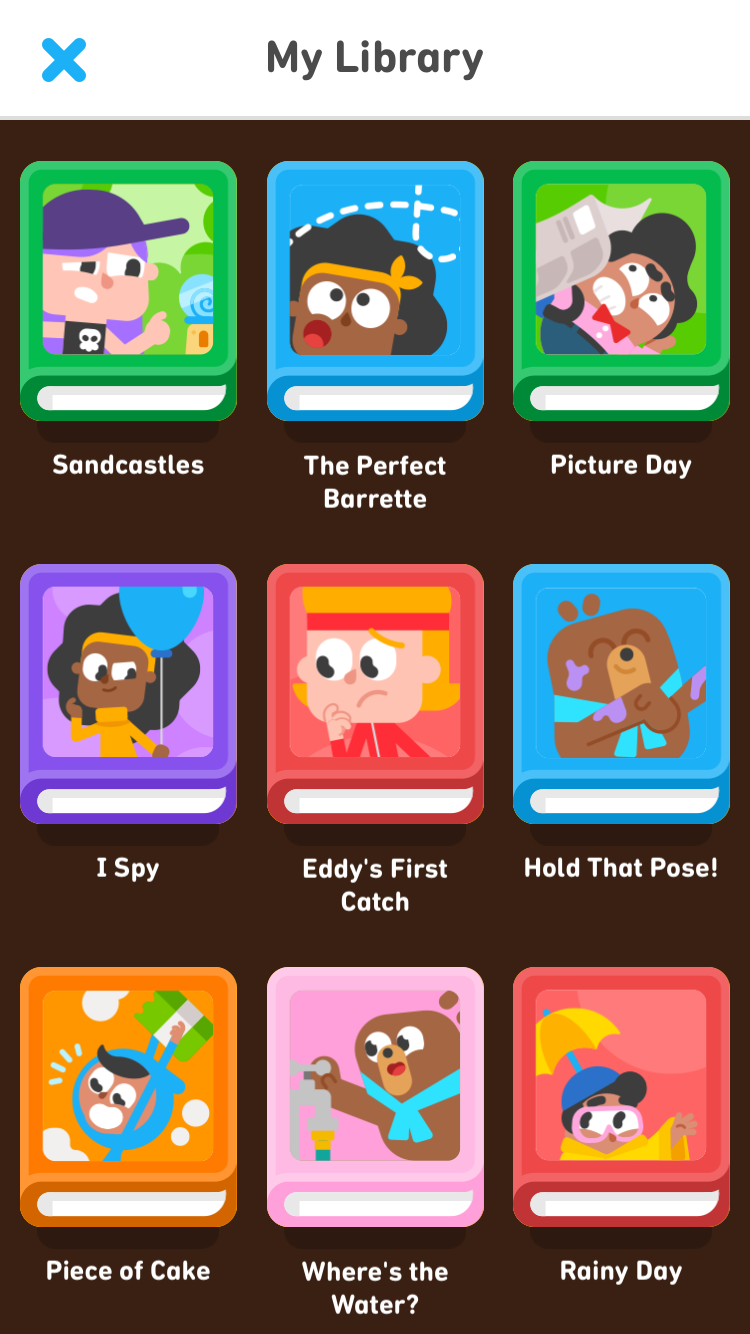 My Library
Sandcastles
The Perfect
Barrette
Picture Day
I Spy
Eddy's First
Catch
Hold That Pose!
Piece of Cake
Where's the
Water?
Rainy Day